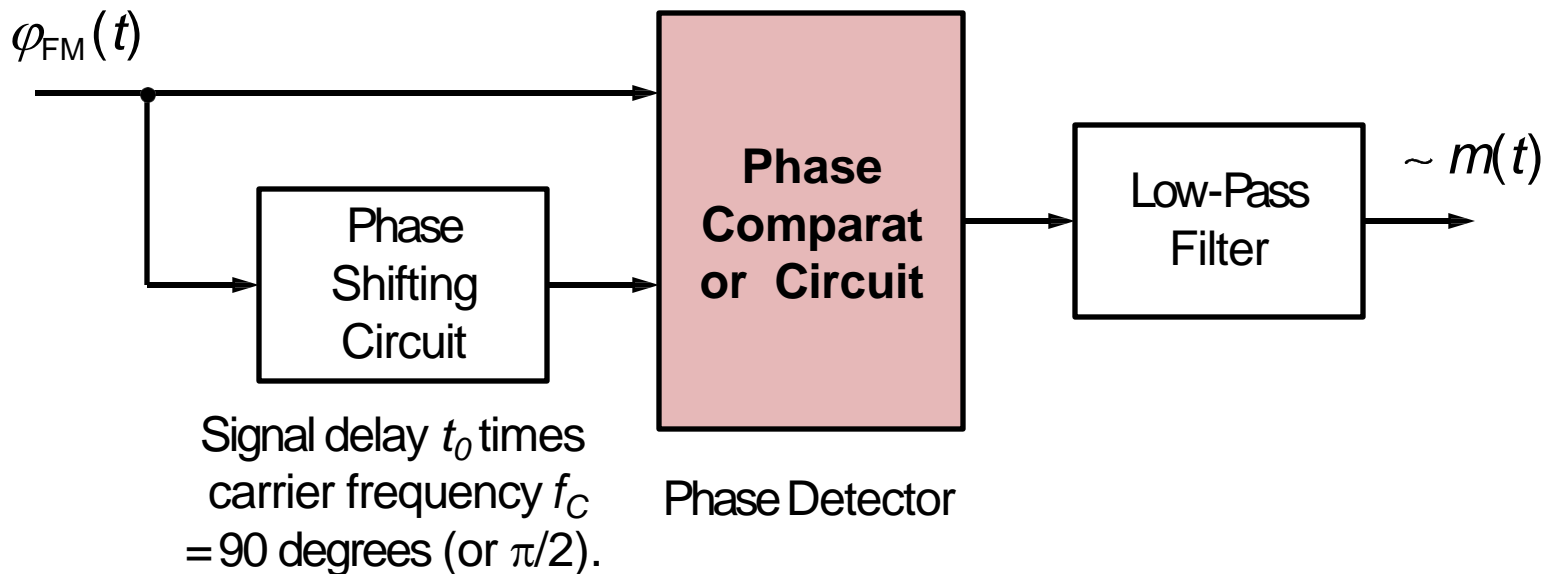 φFM(t)
Phase
Shifting
Circuit
Signal delay t0 times
carrier frequency fC
= 90 degrees (or π/2).
Phase
Comparat
or Circuit
Phase Detector
Low-Pass
Filter
~ m(t)